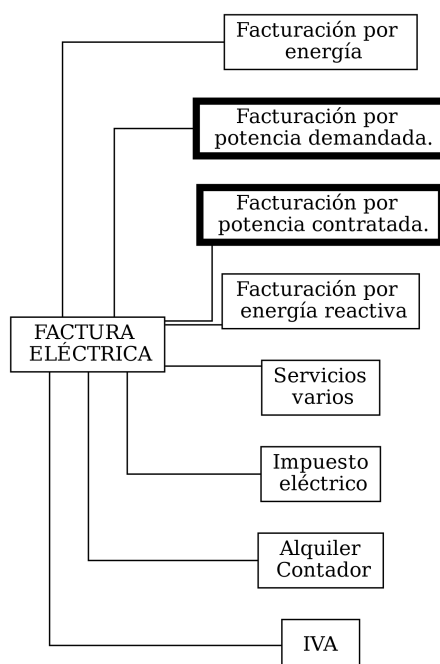 Facturación por
energía
Facturación por
potencia demandada.
Facturación por
potencia contratada.
Facturación por
energía reactiva
FACTURA
ELÉCTRICA
Servicios
varios
Impuesto
eléctrico
Alquiler
Contador
IVA